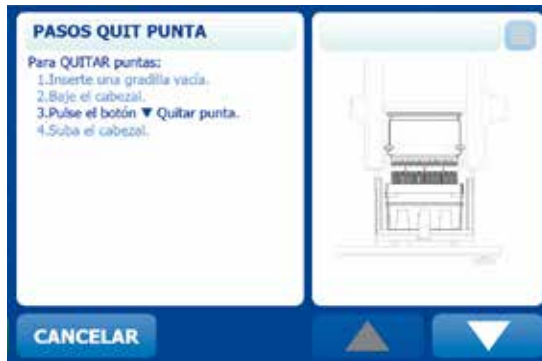 PASOS QUIT PUNTA
Para QUITAR puntas:
1.Inserte una gradilla vacía.
2.Baje el cabezal.
3.Pulse el botón ▼ Quitar punta.
4.Suba el cabezal.
CANCELAR